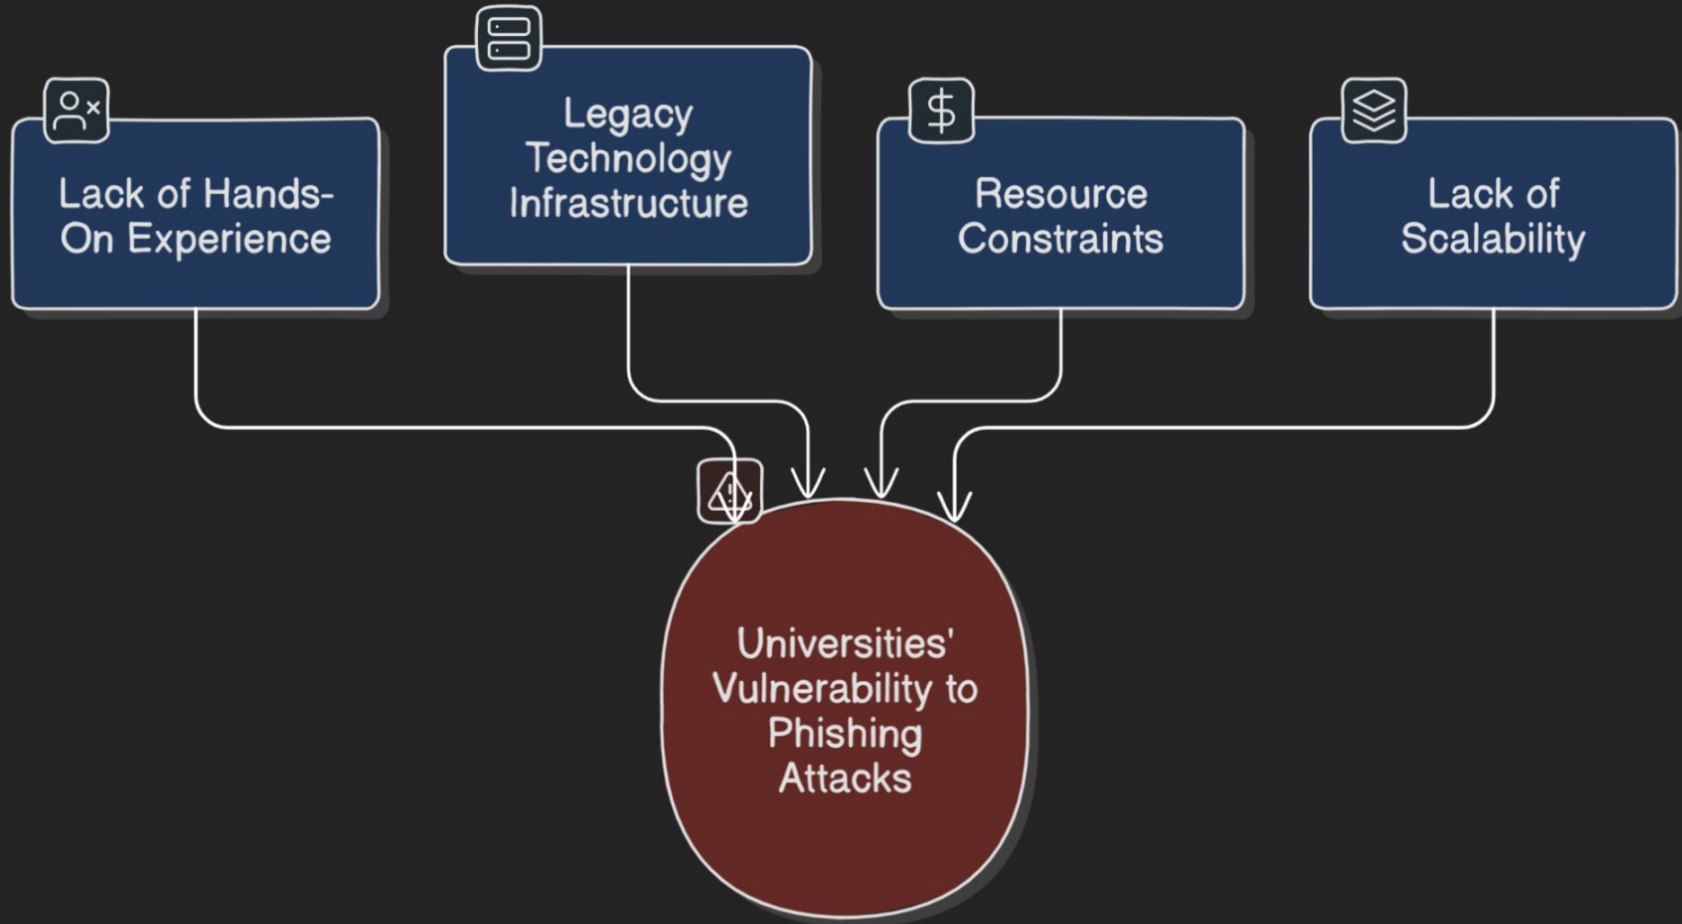 Lack of Hands-
On Experience
Legacy
Technology
Infrastructure
Resource
Constraints
Lack of
Scalability
Universities'
Vulnerability to
Phishing
Attacks